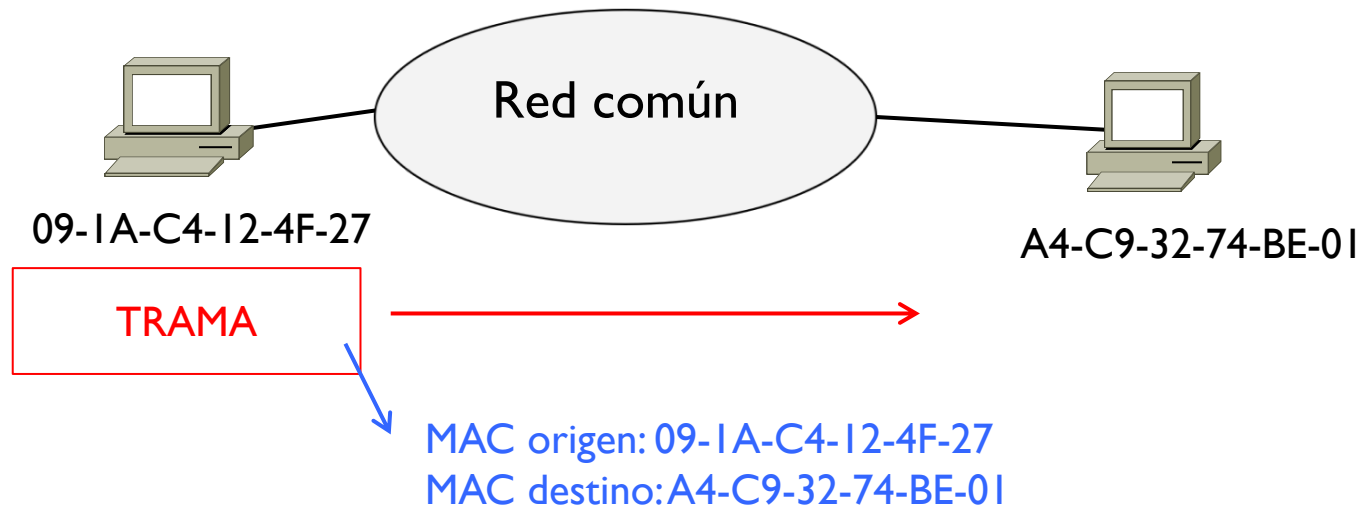 Red común
09-1A-C4-12-4F-27
A4-C9-32-74-BE-01
TRAMA
MAC origen: 09-1A-C4-12-4F-27
MAC destino: A4-C9-32-74-BE-01